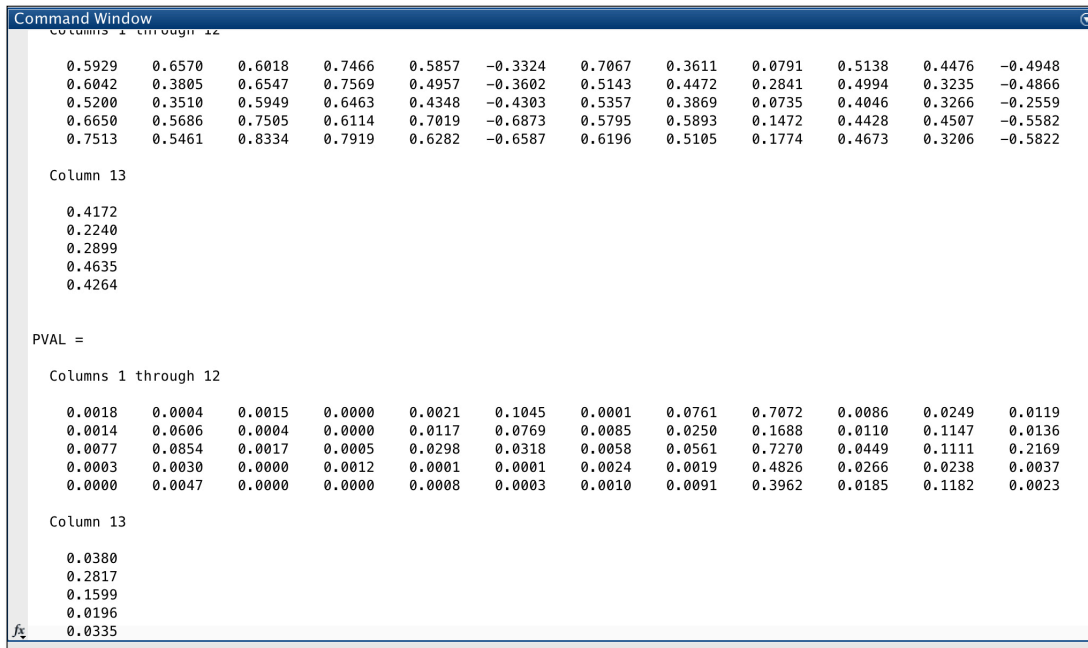 Command Window
Columns 1 through 12
0.5929 0.6570 0.6018 0.7466 0.5857 -0.3324 0.7067 0.3611 0.0791 0.5138 0.4476 -0.4948
0.6042 0.3805 0.6547 0.7569 0.4957 -0.3602 0.5143 0.4472 0.2841 0.4994 0.3235 -0.4866
0.5200 0.3510 0.5949 0.6463 0.4348 -0.4303 0.5357 0.3869 0.0735 0.4046 0.3266 -0.2559
0.6650 0.5686 0.7505 0.6114 0.7019 -0.6873 0.5795 0.5893 0.1472 0.4428 0.4507 -0.5582
0.7513 0.5461 0.8334 0.7919 0.6282 -0.6587 0.6196 0.5105 0.1774 0.4673 0.3206 -0.5822
Column 13
0.4172
0.2240
0.2899
0.4635
0.4264
PVAL =
Columns 1 through 12
0.0018 0.0004 0.0015 0.0000 0.0021 0.1045 0.0001 0.0761 0.7072 0.0086 0.0249 0.0119
0.0014 0.0606 0.0004 0.0000 0.0117 0.0769 0.0085 0.0250 0.1688 0.0110 0.1147 0.0136
0.0077 0.0854 0.0017 0.0005 0.0298 0.0318 0.0058 0.0561 0.7270 0.0449 0.1111 0.2169
0.0003 0.0030 0.0000 0.0012 0.0001 0.0001 0.0024 0.0019 0.4826 0.0266 0.0238 0.0037
0.0000 0.0047 0.0000 0.0000 0.0008 0.0003 0.0010 0.0091 0.3962 0.0185 0.1182 0.0023
Column 13
0.0380
0.2817
0.1599
0.0196
fx 0.0335